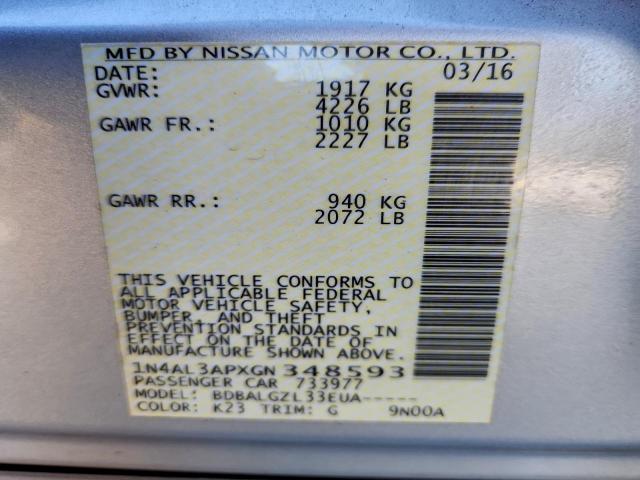 MFD BY NISSAN MOTOR CO., LTD.
DATE: 03/16
GVWR: 1917 KG
4226 LB
GAWR FR.: 1010 KG
2227 LB
GAWR RR.: 940 KG
2072 LB
THIS VEHICLE CONFORMS TO
ALL APPLICABLE FEDERAL
MOTOR VEHICLE SAFETY,
BUMPER, AND THEFT
PREVENTION STANDARDS IN
EFFECT ON THE DATE OF
MANUFACTURE SHOWN ABOVE.
1N4AL3APXGN348593
PASSENGER CAR 733977
MODEL: BDBALGZL33EUA-----
COLOR: K23 TRIM: G 9N00A